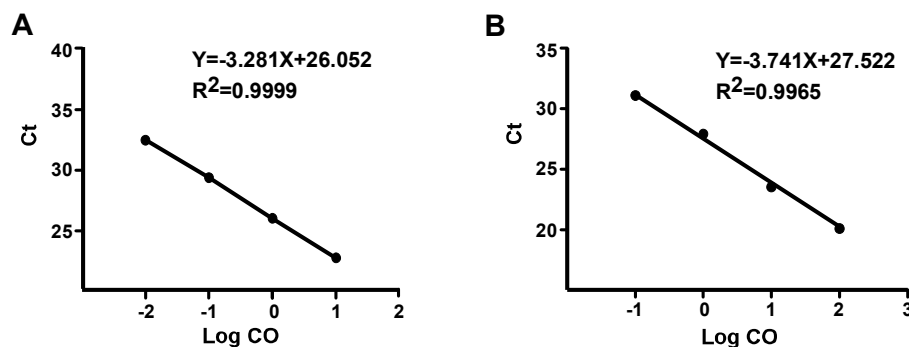 A
40
35
30
25
Ct
Y=-3.281X+26.052
R²=0.9999
-2 -1 0 1 2
Log CO
B
35
30
25
20
Ct
Y=-3.741X+27.522
R²=0.9965
-1 0 1 2 3
Log CO